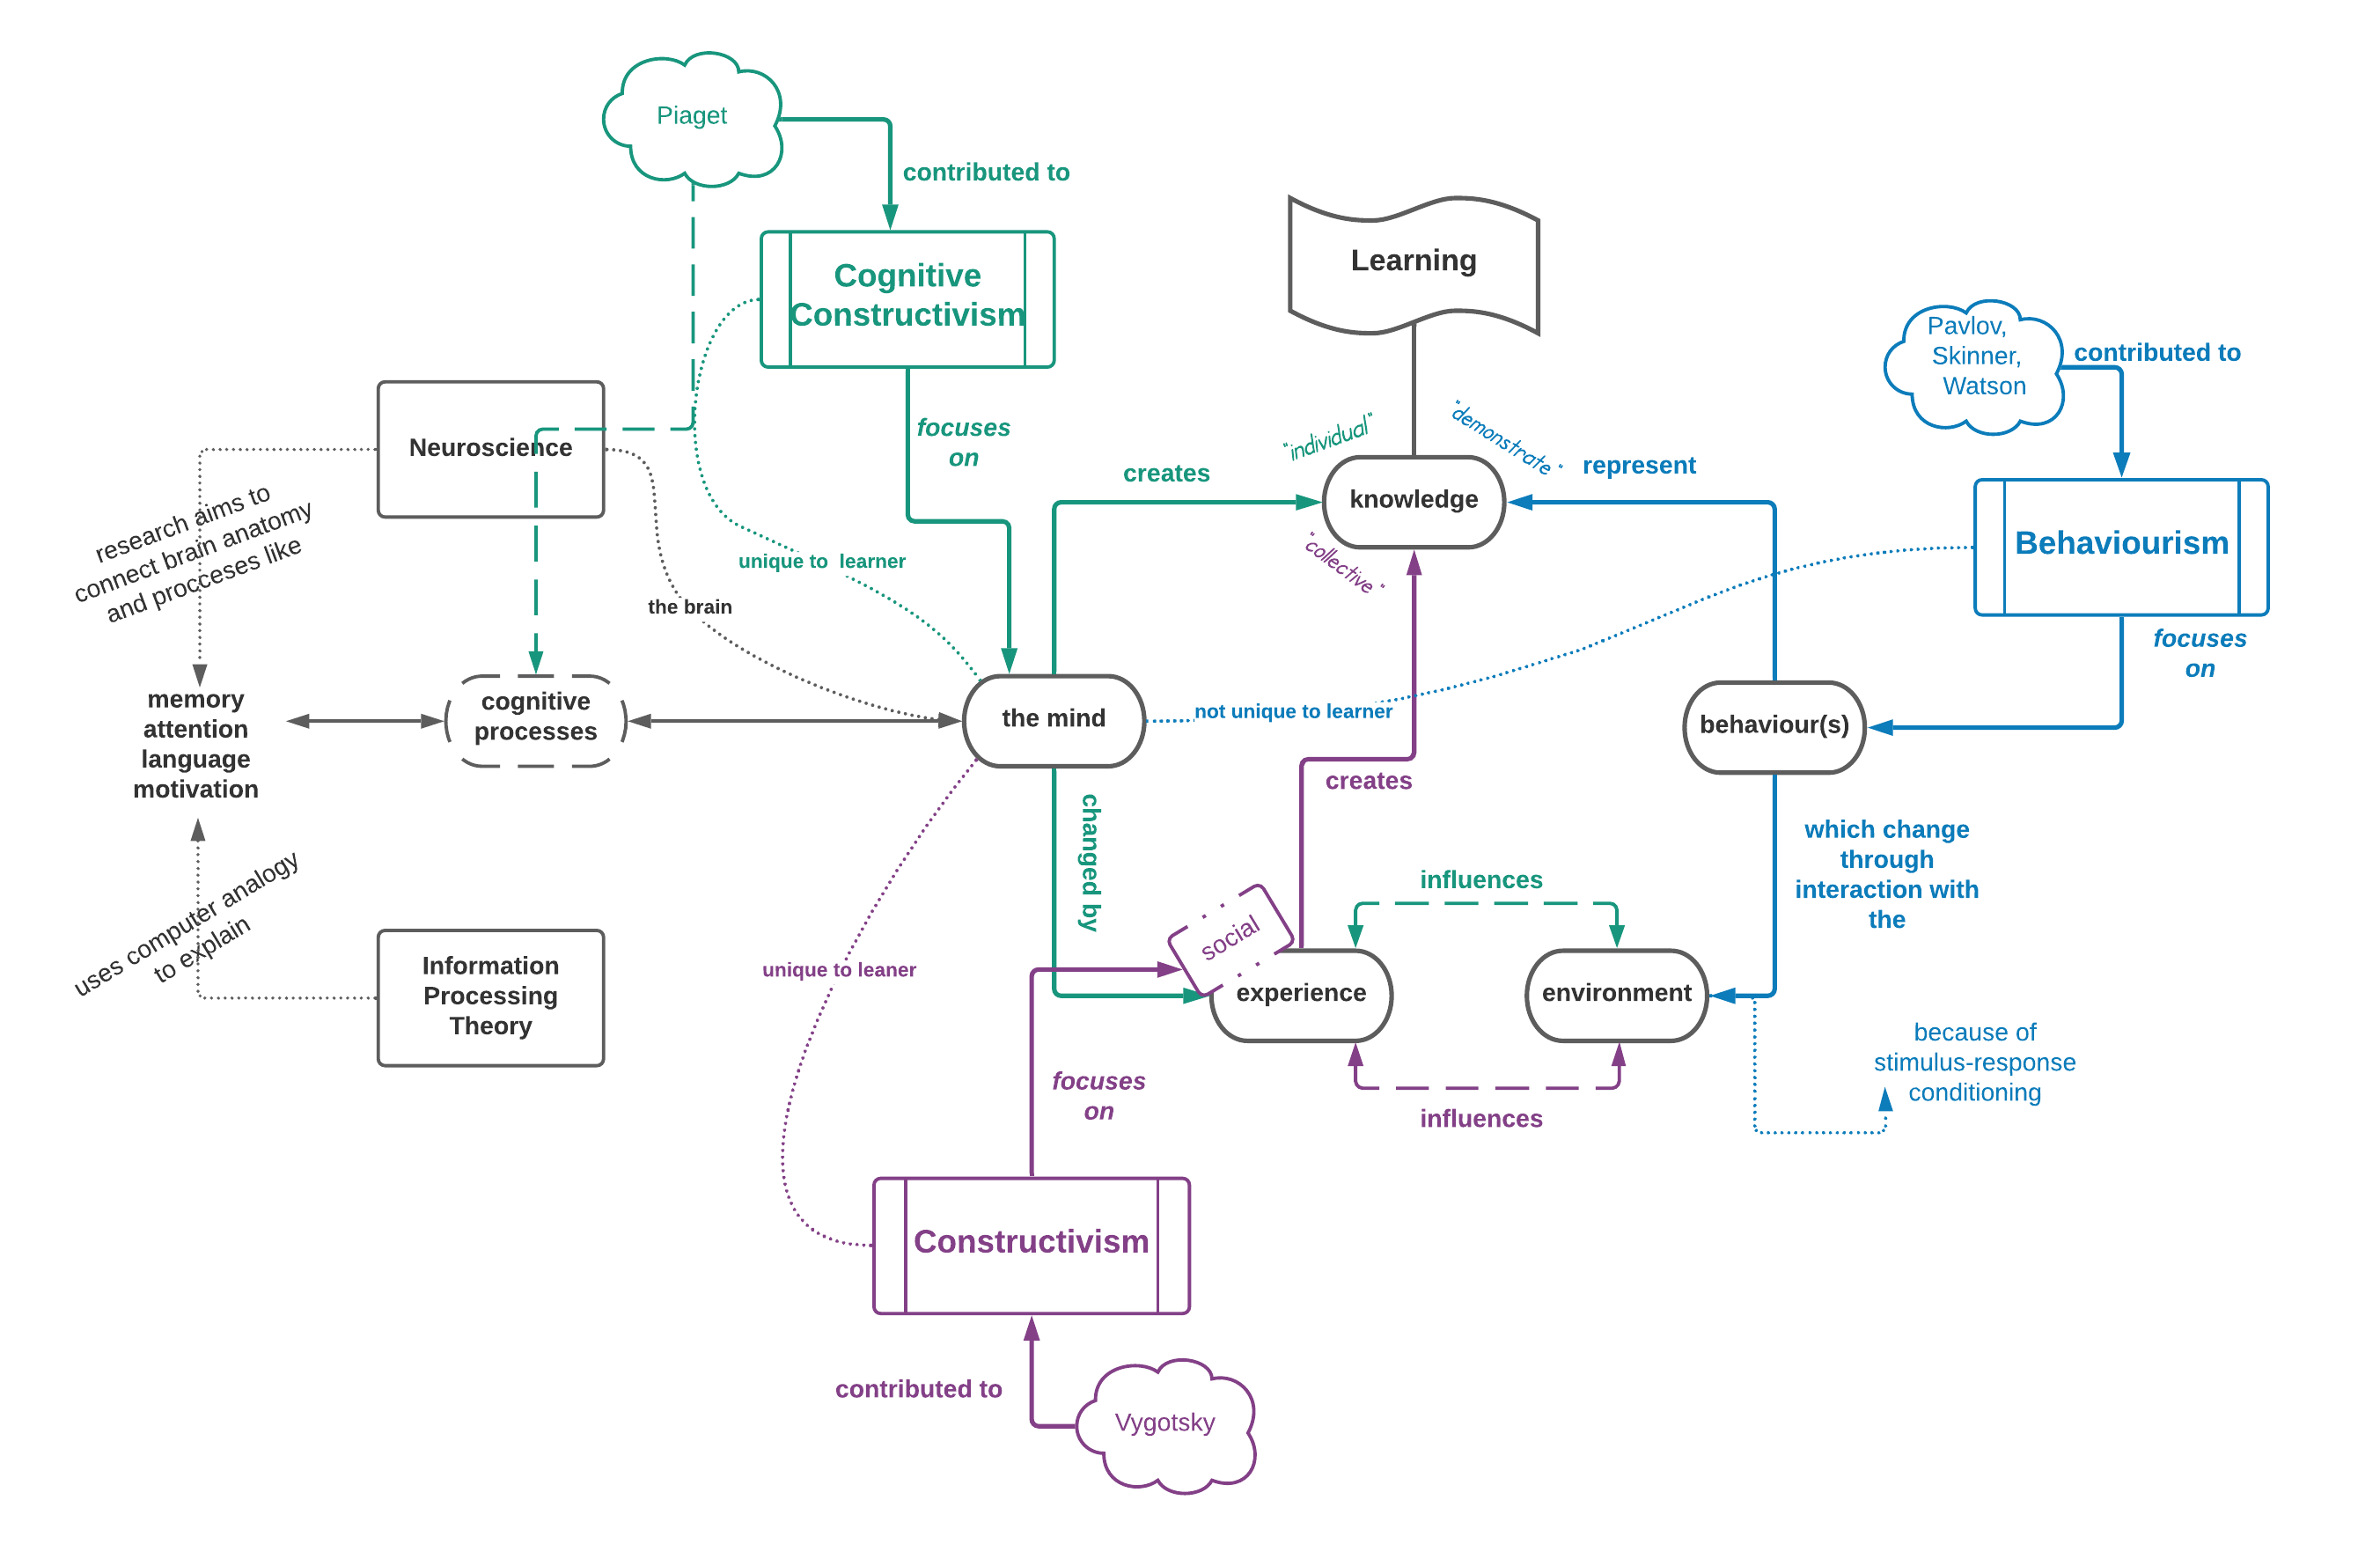 Piaget
contributed to
Cognitive
Constructivism
Learning
Pavlov,
Skinner,
Watson
contributed to
focuses
on
"individual"
"demonstrate"
represent
creates
knowledge
Neuroscience
research aims to
connect brain anatomy
and procceses like
"collective"
Behaviourism
unique to  learner
the brain
focuses
on
memory
attention
language
motivation
cognitive
processes
the mind
not unique to learner
behaviour(s)
creates
changed by
which change
through
interaction with
the
influences
uses computer analogy
to explain
social
unique to leaner
Information
Processing
Theory
experience
environment
because of
stimulus-response
conditioning
focuses
on
influences
Constructivism
contributed to
Vygotsky